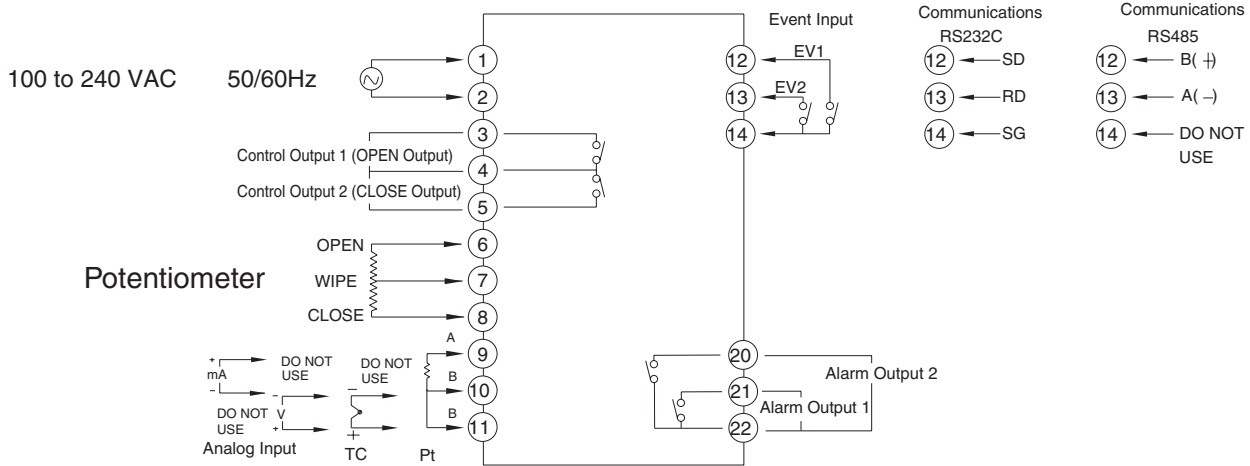 Event Input
Communications
RS232C
Communications
RS485
100 to 240 VAC 50/60Hz
1
2
3
4
5
6
7
8
9
10
11
Control Output 1 (OPEN Output)
Control Output 2 (CLOSE Output)
Potentiometer
OPEN
WIPE
CLOSE
A
B
B
+
mA
−
DO NOT
USE
DO NOT
USE
−
V
+
Analog Input
DO NOT
USE
−
+
TC
Pt
12
13
14
EV1
EV2
12 SD
13 RD
14 SG
12 B( +)
13 A( −)
14 DO NOT
USE
20
21
22
Alarm Output 2
Alarm Output 1